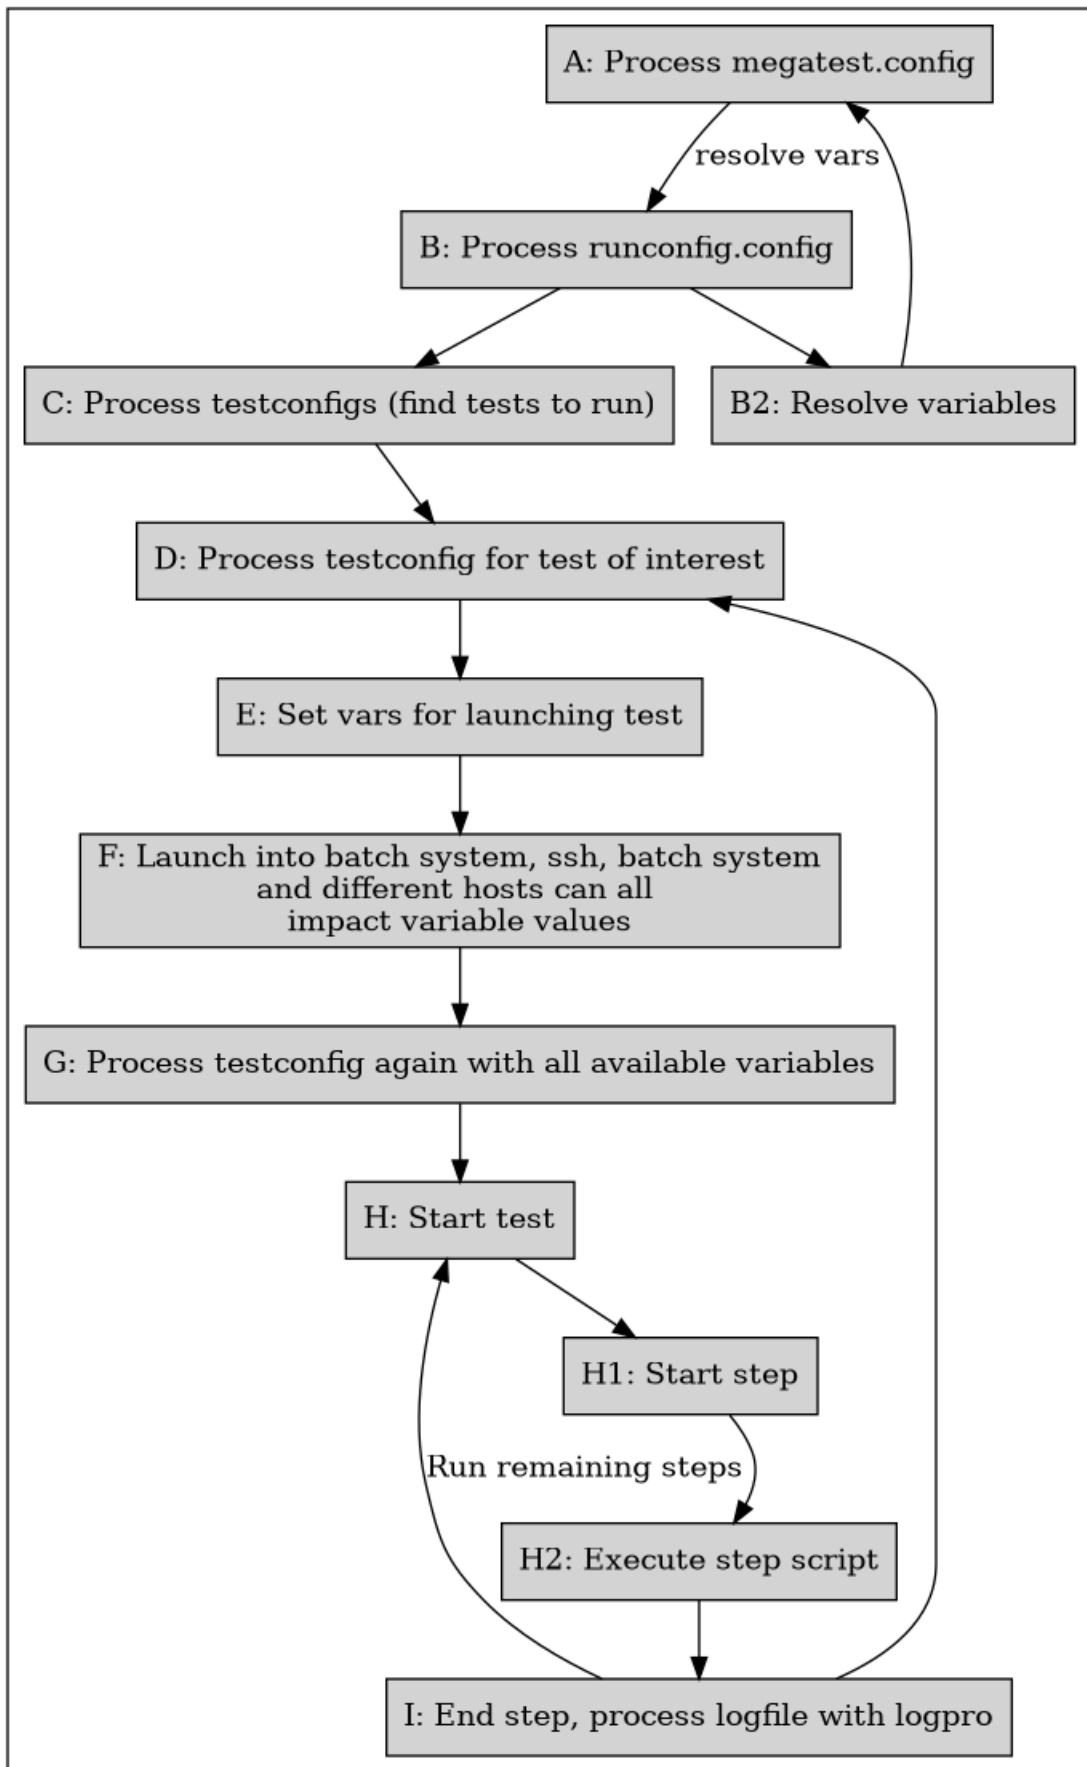 A: Process megatest.config
resolve vars
B: Process runconfig.config
C: Process testconfigs (find tests to run)
B2: Resolve variables
D: Process testconfig for test of interest
E: Set vars for launching test
F: Launch into batch system, ssh, batch system
and different hosts can all
impact variable values
G: Process testconfig again with all available variables
H: Start test
H1: Start step
Run remaining steps
H2: Execute step script
I: End step, process logfile with logpro